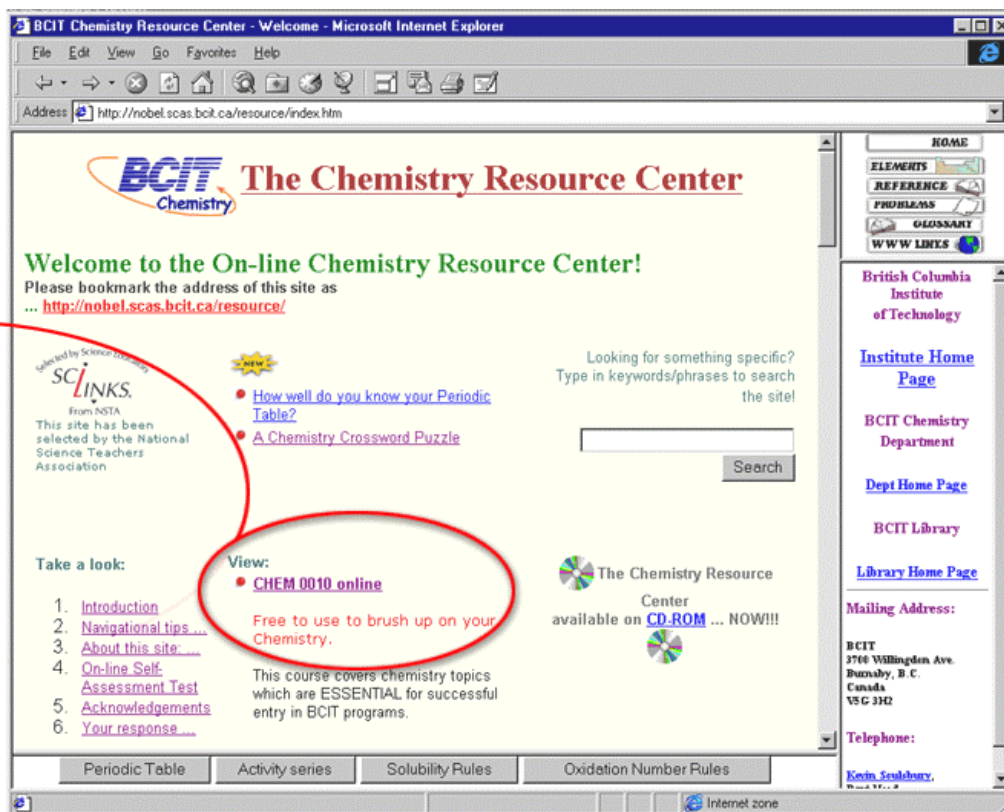 BCIT Chemistry Resource Center - Welcome - Microsoft Internet Explorer
File Edit View Go Favorites Help
Address http://nobel.scas.bcit.ca/resource/index.htm
BCIT
Chemistry
The Chemistry Resource Center
Welcome to the On-line Chemistry Resource Center!
Please bookmark the address of this site as
... http://nobel.scas.bcit.ca/resource/
Selected by Science Educators
SCiLINKS.
From NSTA
This site has been
selected by the National
Science Teachers
Association
NEW
How well do you know your Periodic
Table?
A Chemistry Crossword Puzzle
Looking for something specific?
Type in keywords/phrases to search
the site!
Search
Take a look:
1. Introduction
2. Navigational tips ...
3. About this site: ...
4. On-line Self-
Assessment Test
5. Acknowledgements
6. Your response ...
View:
CHEM 0010 online
Free to use to brush up on your
Chemistry.
This course covers chemistry topics
which are ESSENTIAL for successful
entry in BCIT programs.
The Chemistry Resource
Center
available on CD-ROM ... NOW!!!
HOME
ELEMENTS
REFERENCE
PROBLEMS
GLOSSARY
WWW LINKS
British Columbia
Institute
of Technology
Institute Home
Page
BCIT Chemistry
Department
Dept Home Page
BCIT Library
Library Home Page
Mailing Address:
BCIT
3700 Willingdon Ave.
Burnaby, B.C.
Canada
V5G 3H2
Telephone:
Kevin Soulsbury,
Periodic Table
Activity series
Solubility Rules
Oxidation Number Rules
Internet zone